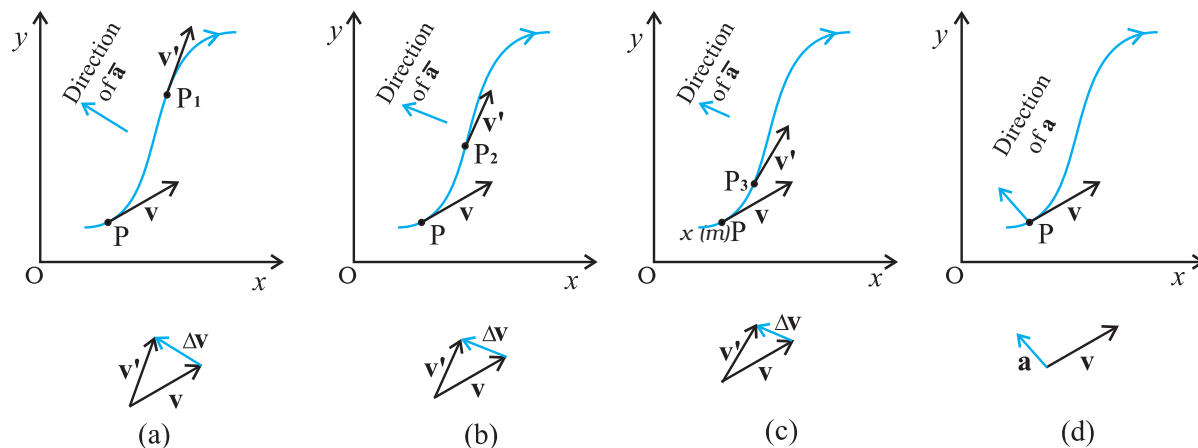 y
v'
Direction
of a̅
P1
P
v
O
x
(a)
y
Direction
of a̅
v'
P2
P
v
O
x
(b)
y
Direction
of a̅
v'
P3
v
x (m)P
O
x
(c)
y
Direction
of a
P
v
O
x
(d)
Δv
v'
v
Δv
v'
v
Δv
v'
v
a
v